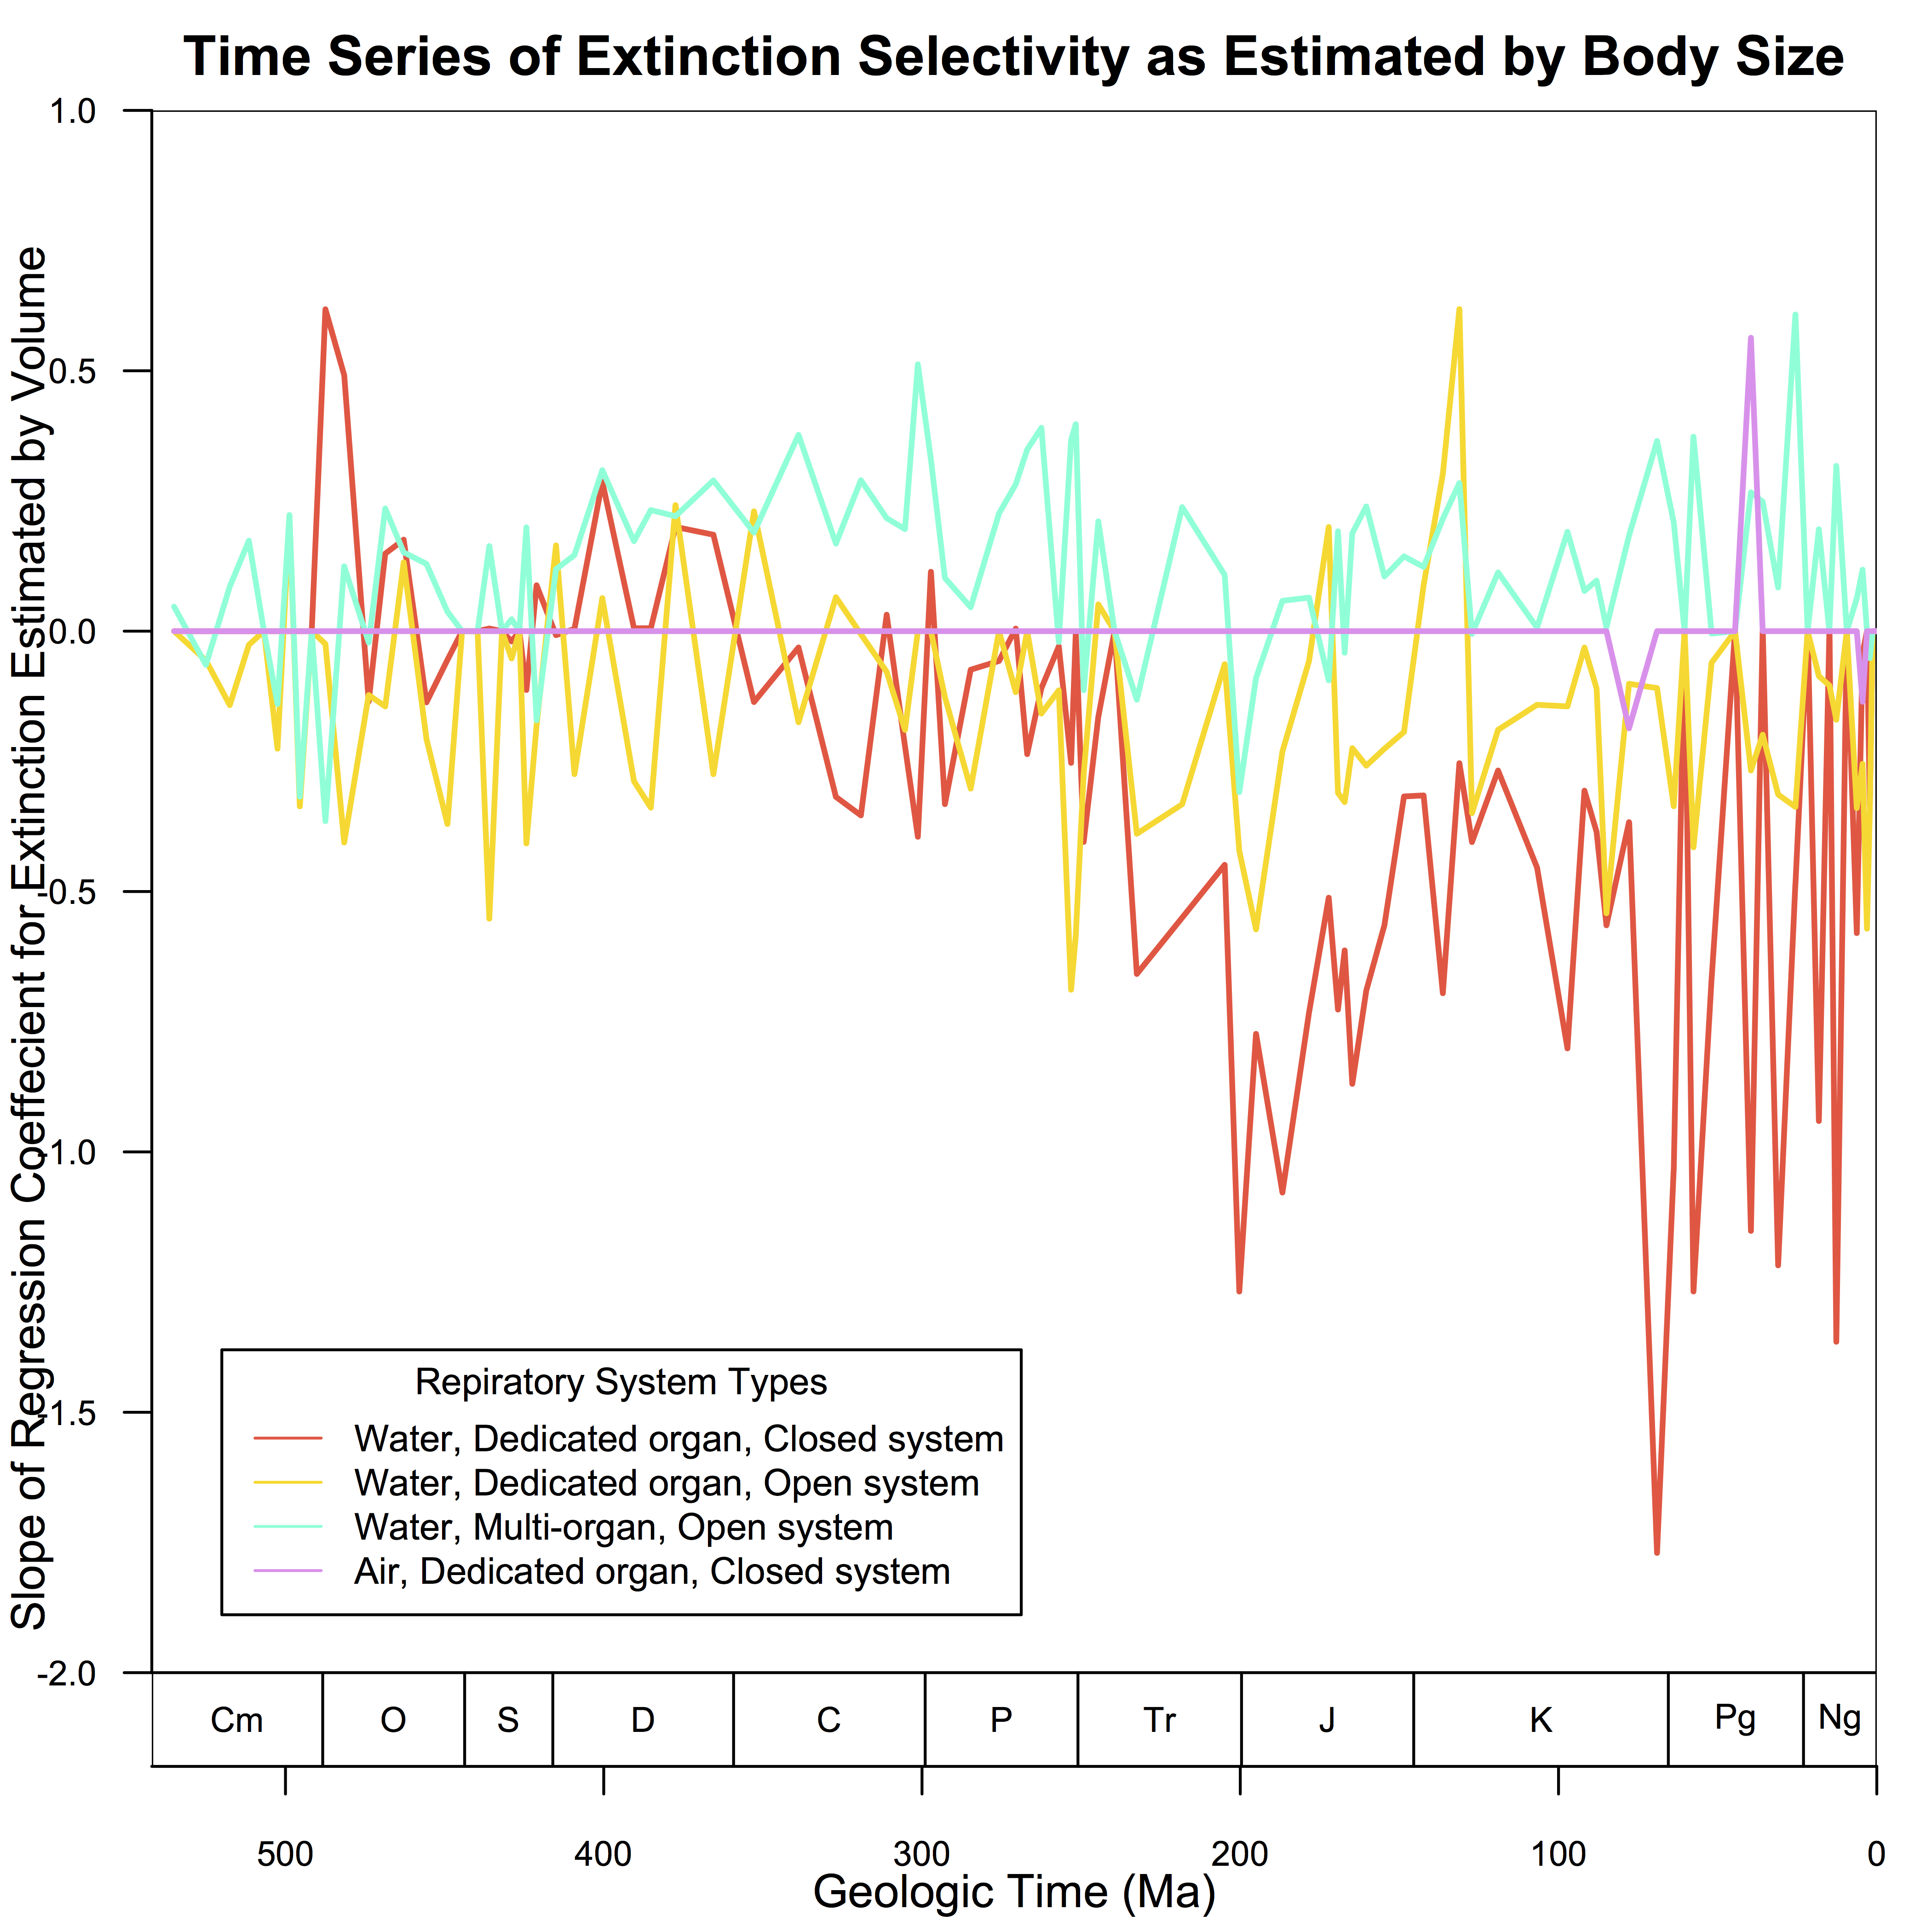 Time Series of Extinction Selectivity as Estimated by Body Size
Slope of Regression Coeffecient for Extinction Estimated by Volume
1.0
0.5
0.0
-0.5
-1.0
-1.5
-2.0
Repiratory System Types
Water, Dedicated organ, Closed system
Water, Dedicated organ, Open system
Water, Multi-organ, Open system
Air, Dedicated organ, Closed system
Cm O S D C P Tr J K Pg Ng
500 400 300 200 100 0
Geologic Time (Ma)